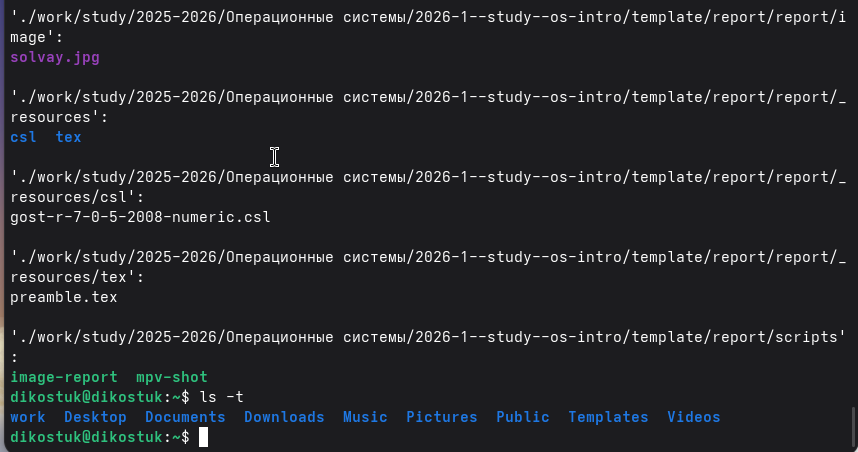 './work/study/2025-2026/Операционные системы/2026-1--study--os-intro/template/report/report/i
mage':
solvay.jpg
'./work/study/2025-2026/Операционные системы/2026-1--study--os-intro/template/report/report/_
resources':
csl  tex
'./work/study/2025-2026/Операционные системы/2026-1--study--os-intro/template/report/report/_
resources/csl':
gost-r-7-0-5-2008-numeric.csl
'./work/study/2025-2026/Операционные системы/2026-1--study--os-intro/template/report/report/_
resources/tex':
preamble.tex
'./work/study/2025-2026/Операционные системы/2026-1--study--os-intro/template/report/scripts'
:
image-report  mpv-shot
dikostuk@dikostuk:~$ ls -t
work  Desktop  Documents  Downloads  Music  Pictures  Public  Templates  Videos
dikostuk@dikostuk:~$